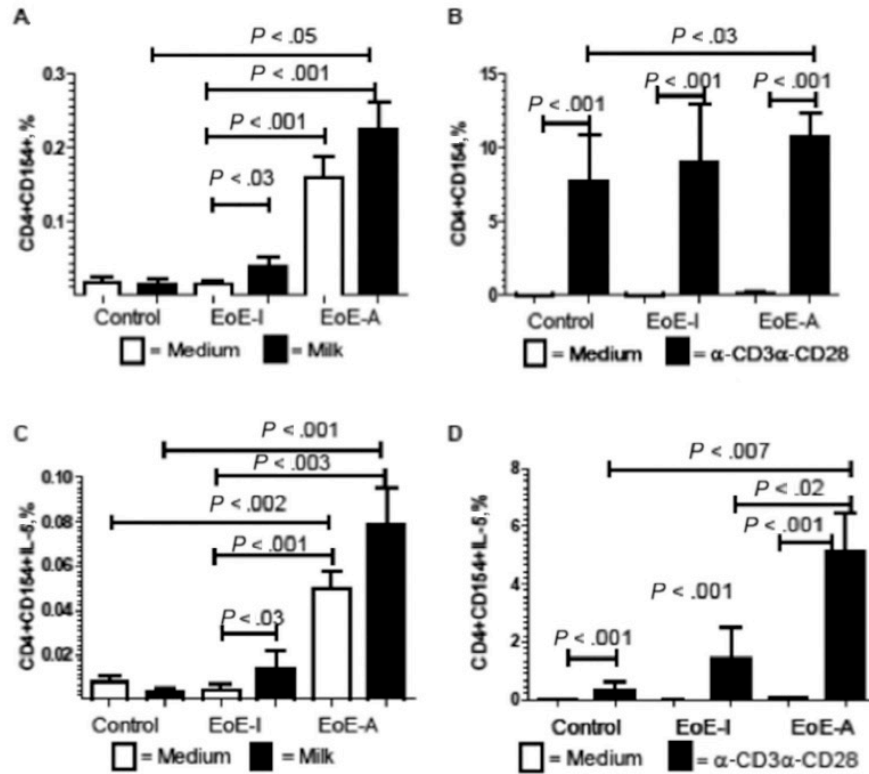 A
P < .05
P < .001
P < .001
P < .03
CD4+CD154+, %
0.3
0.2
0.1
Control
EoE-I
EoE-A
= Medium
= Milk
B
P < .03
P < .001
P < .001
P < .001
CD4+CD154, %
15
10
5
0
Control
EoE-I
EoE-A
= Medium
= α-CD3α-CD28
C
P < .001
P < .003
P < .002
P < .001
P < .03
CD4+CD154+IL-5, %
0.10
0.08
0.06
0.04
0.02
Control
EoE-I
EoE-A
= Medium
= Milk
D
P < .007
P < .02
P < .001
P < .001
P < .001
CD4+CD154+IL-5, %
8
6
4
2
0
Control
EoE-I
EoE-A
= Medium
= α-CD3α-CD28